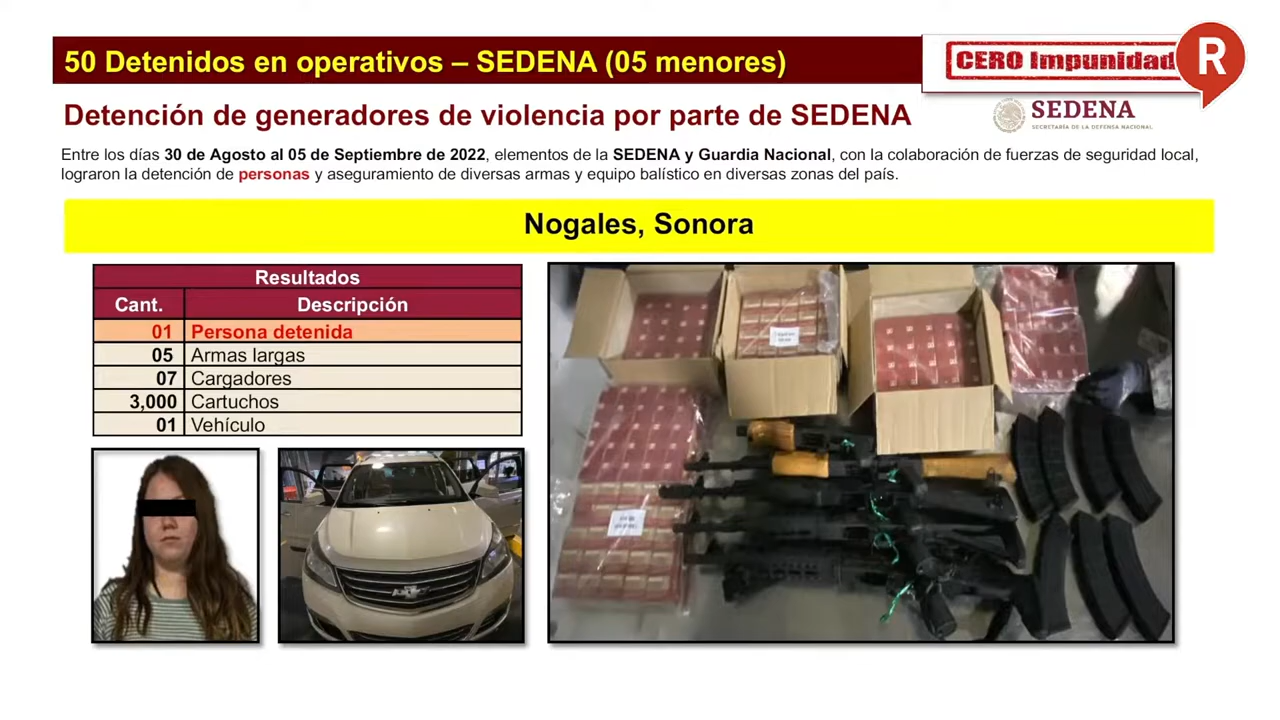 50 Detenidos en operativos – SEDENA (05 menores)
CERO Impunidad
R
Detención de generadores de violencia por parte de SEDENA
SEDENA
SECRETARÍA DE LA DEFENSA NACIONAL
Entre los días 30 de Agosto al 05 de Septiembre de 2022, elementos de la SEDENA y Guardia Nacional, con la colaboración de fuerzas de seguridad local,
lograron la detención de personas y aseguramiento de diversas armas y equipo balístico en diversas zonas del país.
Nogales, Sonora
Resultados
Cant. Descripción
01 Persona detenida
05 Armas largas
07 Cargadores
3,000 Cartuchos
01 Vehículo